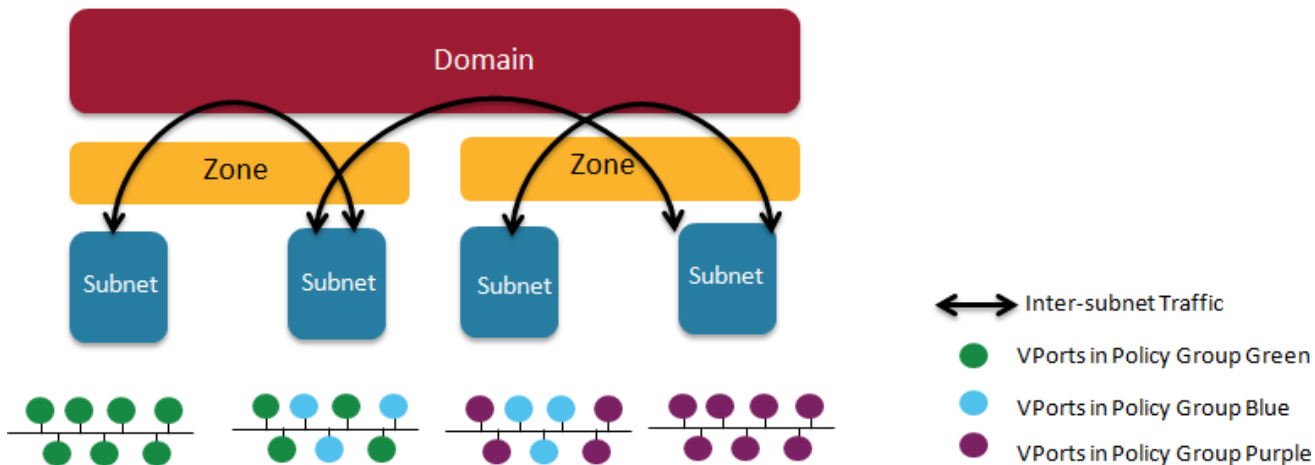 Domain
Zone
Zone
Subnet
Subnet
Subnet
Subnet
Inter-subnet Traffic
VPorts in Policy Group Green
VPorts in Policy Group Blue
VPorts in Policy Group Purple